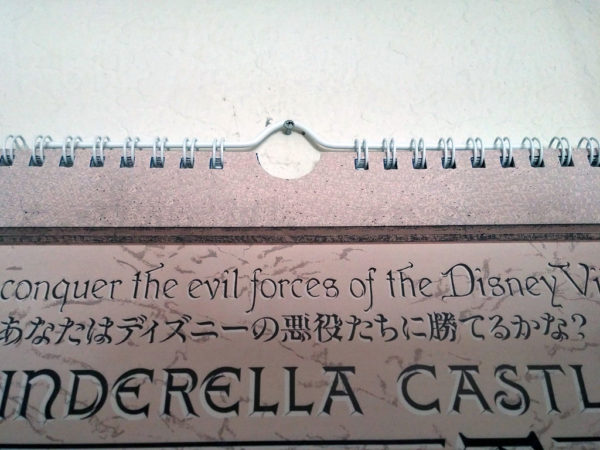 conquer the evil forces of the Disney
あなたはディズニーの悪役たちに勝てるかな?
CASTL